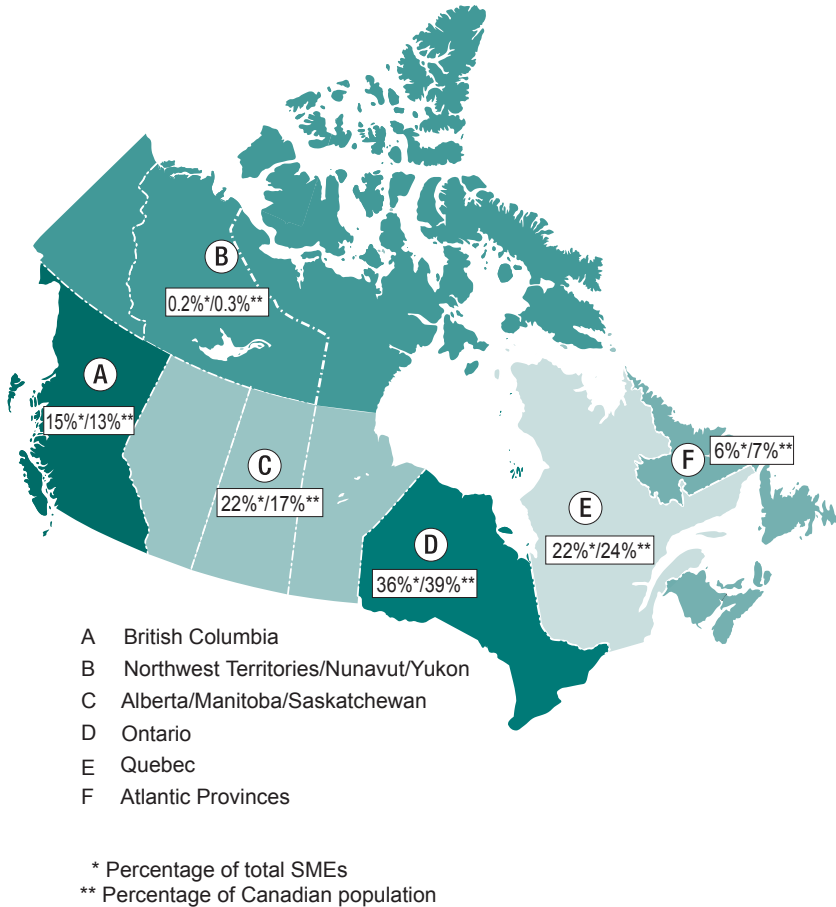 B
0.2%*/0.3%**
A
15%*/13%**
C
22%*/17%**
F
6%*/7%**
E
22%*/24%**
D
36%*/39%**
A British Columbia
B Northwest Territories/Nunavut/Yukon
C Alberta/Manitoba/Saskatchewan
D Ontario
E Quebec
F Atlantic Provinces
* Percentage of total SMEs
** Percentage of Canadian population